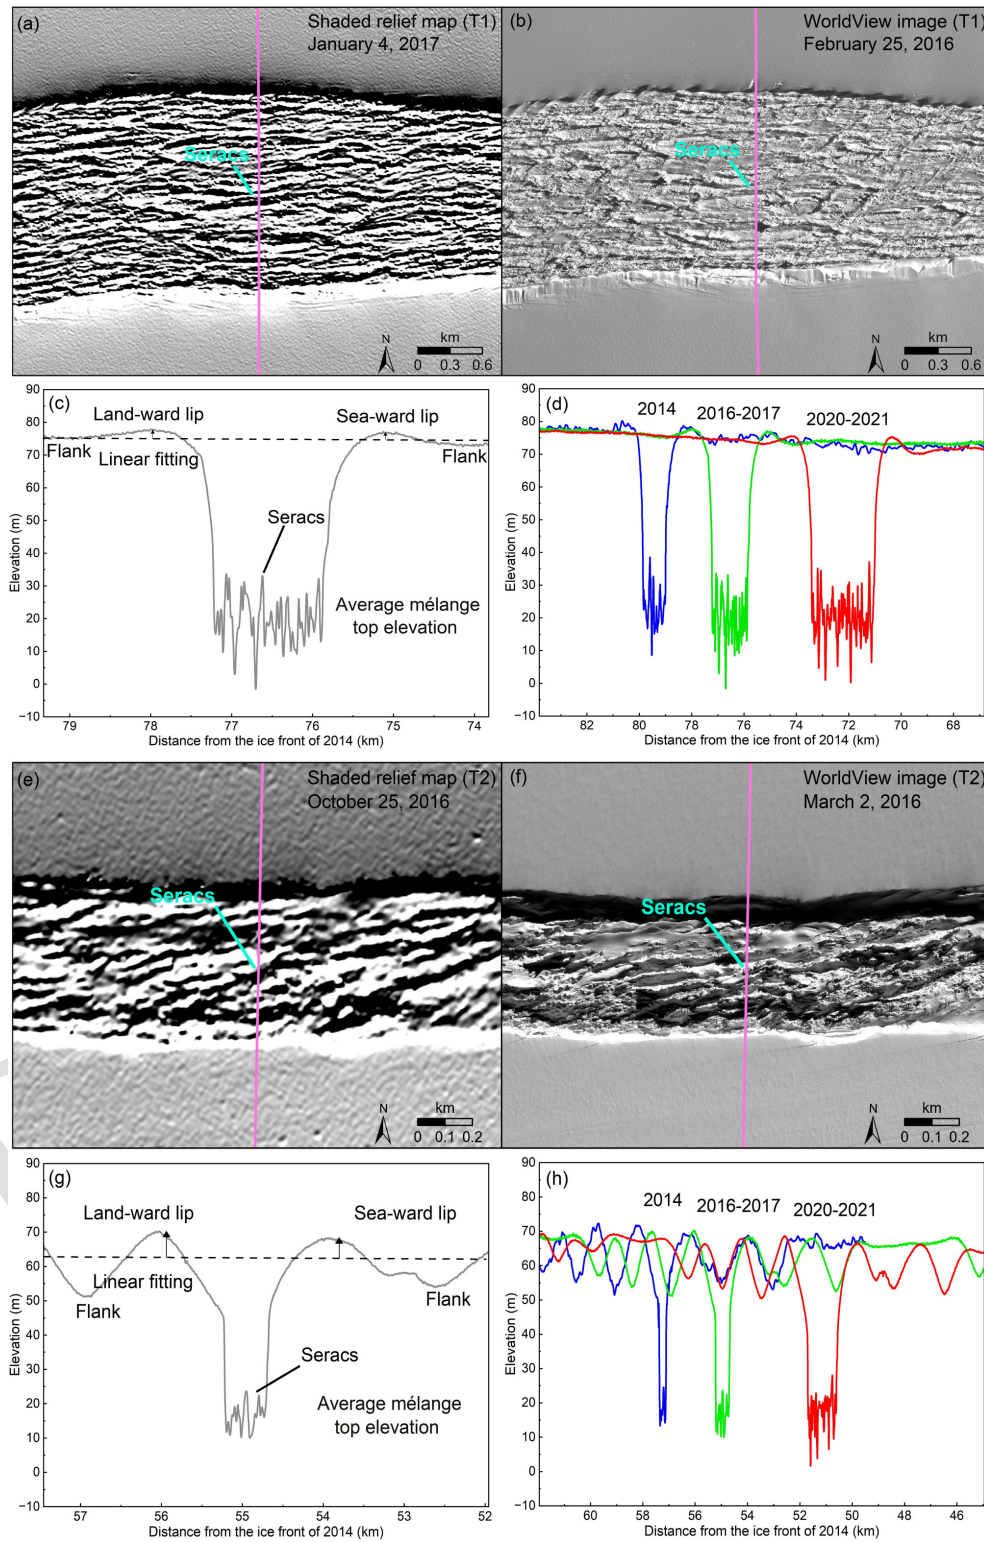 (a)
Shaded relief map (T1)
January 4, 2017
Seracs
N
km
0 0.3 0.6
(b)
WorldView image (T1)
February 25, 2016
Seracs
N
km
0 0.3 0.6
(c)
Land-ward lip
Sea-ward lip
Flank
Linear fitting
Flank
Seracs
Average mélange
top elevation
Elevation (m)
90
80
70
60
50
40
30
20
10
0
−10
79 78 77 76 75 74
Distance from the ice front of 2014 (km)
(d)
2014
2016-2017
2020-2021
Elevation (m)
90
80
70
60
50
40
30
20
10
0
−10
82 80 78 76 74 72 70 68
Distance from the ice front of 2014 (km)
(e)
Shaded relief map (T2)
October 25, 2016
Seracs
N
km
0 0.1 0.2
(f)
WorldView image (T2)
March 2, 2016
Seracs
N
km
0 0.1 0.2
(g)
Land-ward lip
Sea-ward lip
Linear fitting
Flank
Flank
Seracs
Average mélange
top elevation
Elevation (m)
90
80
70
60
50
40
30
20
10
0
−10
57 56 55 54 53 52
Distance from the ice front of 2014 (km)
(h)
2014
2016-2017
2020-2021
Elevation (m)
90
80
70
60
50
40
30
20
10
0
−10
60 58 56 54 52 50 48 46
Distance from the ice front of 2014 (km)